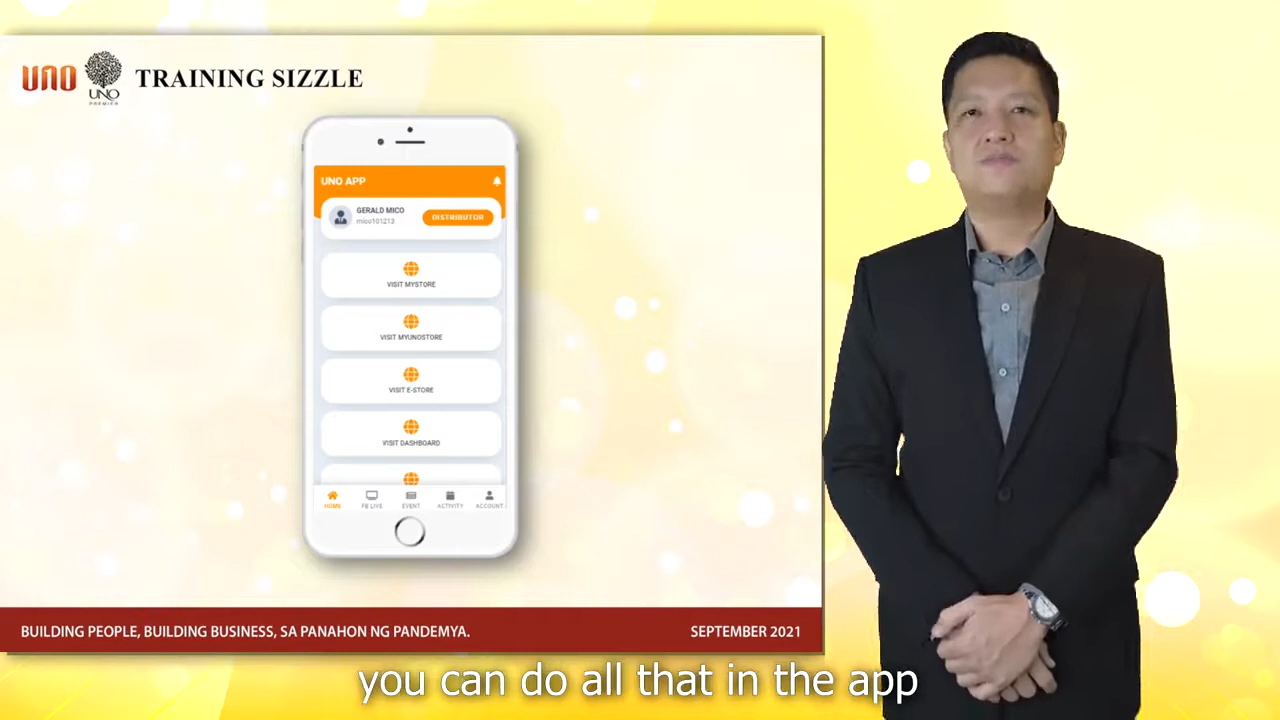 UNO
UNO
PREMIER
TRAINING SIZZLE
UNO APP
GERALD MICO
mico101213
DISTRIBUTOR
VISIT MYSTORE
VISIT MYUNOSTORE
VISIT E-STORE
VISIT DASHBOARD
HOME
FB LIVE
EVENT
ACTIVITY
ACCOUNT
BUILDING PEOPLE, BUILDING BUSINESS, SA PANAHON NG PANDEMYA.
SEPTEMBER 2021
you can do all that in the app